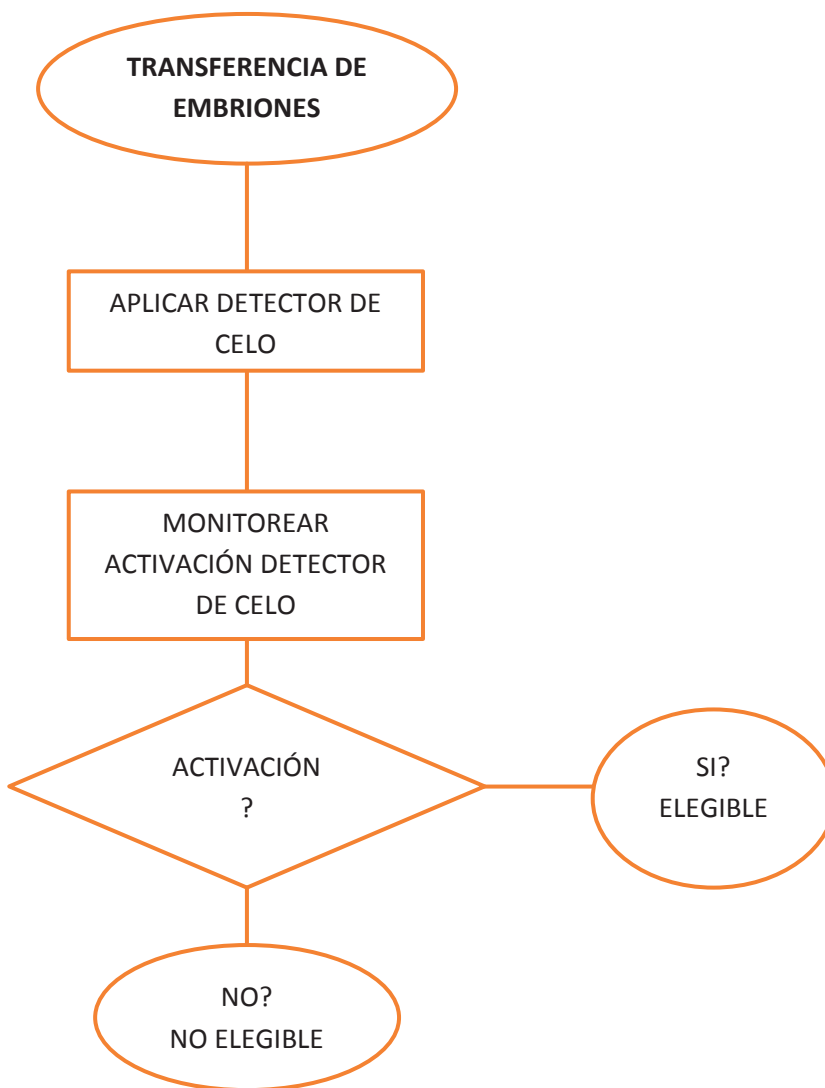 TRANSFERENCIA DE
EMBRIONES
APLICAR DETECTOR DE
CELO
MONITOREAR
ACTIVACIÓN DETECTOR
DE CELO
ACTIVACIÓN
?
SI?
ELEGIBLE
NO?
NO ELEGIBLE